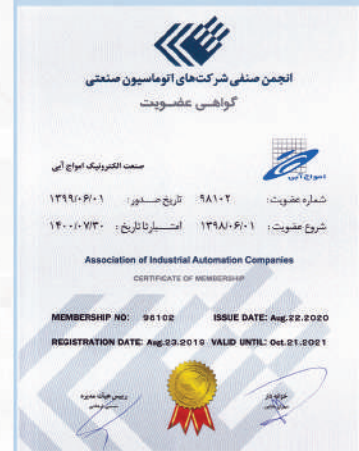 انجمن صنفی شرکت‌های اتوماسیون صنعتی
گواهی عضویت
امواج آبی
صنعت الکترونیک امواج آبی
شماره عضویت: ۹۸۱۰۲ تاریخ صدور: ۱۳۹۹/۰۶/۰۱
شروع عضویت: ۱۳۹۸/۰۶/۰۱ اعتبار تا تاریخ: ۱۴۰۰/۰۷/۳۰
Association of Industrial Automation Companies
CERTIFICATE OF MEMBERSHIP
MEMBERSHIP NO: 98102 ISSUE DATE: Aug.22.2020
REGISTRATION DATE: Aug.23.2019 VALID UNTIL: Oct.21.2021
رییس هیأت مدیره
خزانه دار